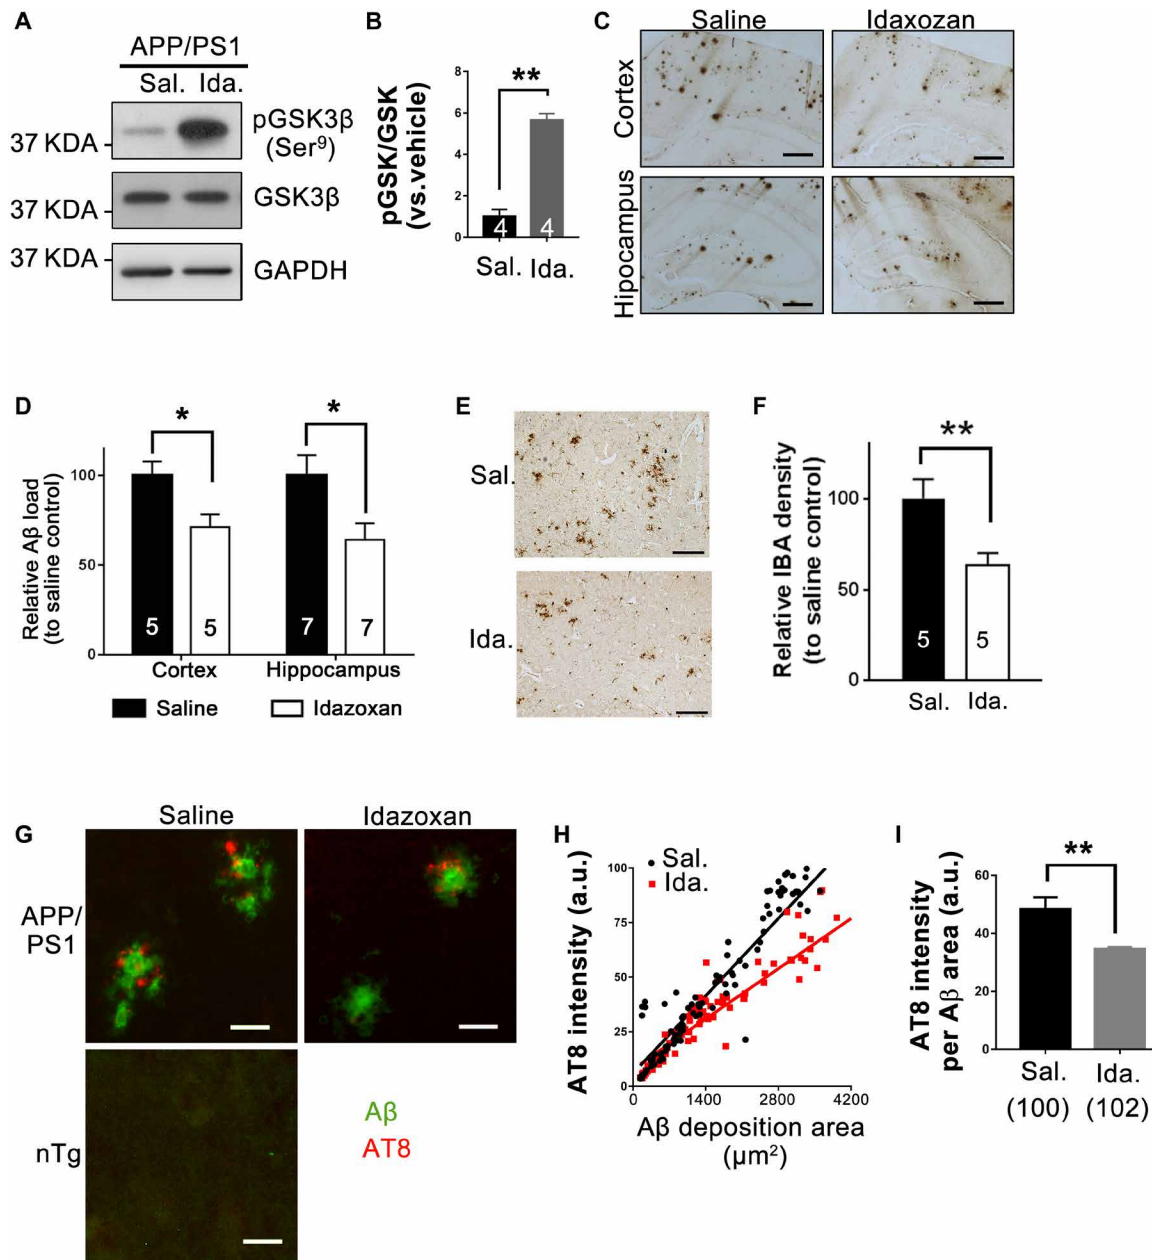 A
APP/PS1
Sal. Ida.
37 KDA
pGSK3β
(Ser⁹)
37 KDA
GSK3β
37 KDA
GAPDH
B
pGSK/GSK
(vs.vehicle)
8
6
4
2
0
**
4 4
Sal. Ida.
C
Saline Idaxozan
Cortex
Hipocampus
D
Relative Aβ load
(to saline control)
100
50
0
* *
5 5 7 7
Cortex Hippocampus
Saline Idazoxan
E
Sal.
Ida.
F
Relative IBA density
(to saline control)
100
50
0
**
5 5
Sal. Ida.
G
Saline Idazoxan
APP/
PS1
nTg
Aβ
AT8
H
Sal.
Ida.
AT8 intensity (a.u.)
100
75
50
25
0
0 1400 2800 4200
Aβ deposition area
(μm²)
I
AT8 intensity
per Aβ area (a.u.)
60
40
20
0
**
Sal. Ida.
(100) (102)